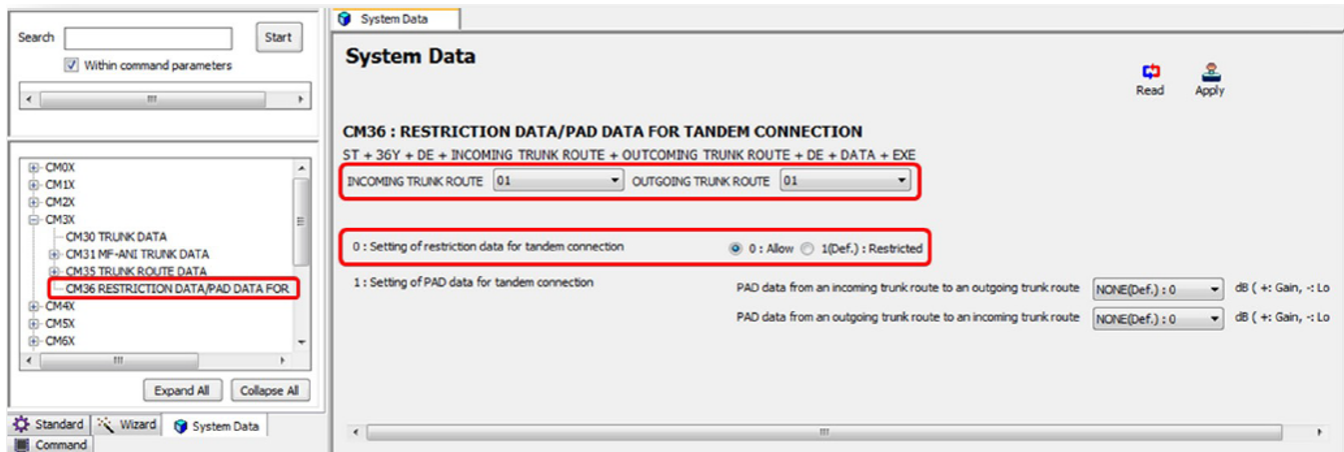 Search
Start
Within command parameters
CM0X
CM1X
CM2X
CM3X
CM30 TRUNK DATA
CM31 MF-ANI TRUNK DATA
CM35 TRUNK ROUTE DATA
CM36 RESTRICTION DATA/PAD DATA FOR
CM4X
CM5X
CM6X
Expand All Collapse All
Standard Wizard System Data
Command
System Data
System Data
Read Apply
CM36 : RESTRICTION DATA/PAD DATA FOR TANDEM CONNECTION
ST + 36Y + DE + INCOMING TRUNK ROUTE + OUTCOMING TRUNK ROUTE + DE + DATA + EXE
INCOMING TRUNK ROUTE 01 OUTGOING TRUNK ROUTE 01
0 : Setting of restriction data for tandem connection 0 : Allow 1(Def.) : Restricted
1 : Setting of PAD data for tandem connection PAD data from an incoming trunk route to an outgoing trunk route NONE(Def.) : 0 dB ( +: Gain, -: Lo
PAD data from an outgoing trunk route to an incoming trunk route NONE(Def.) : 0 dB ( +: Gain, -: Lo